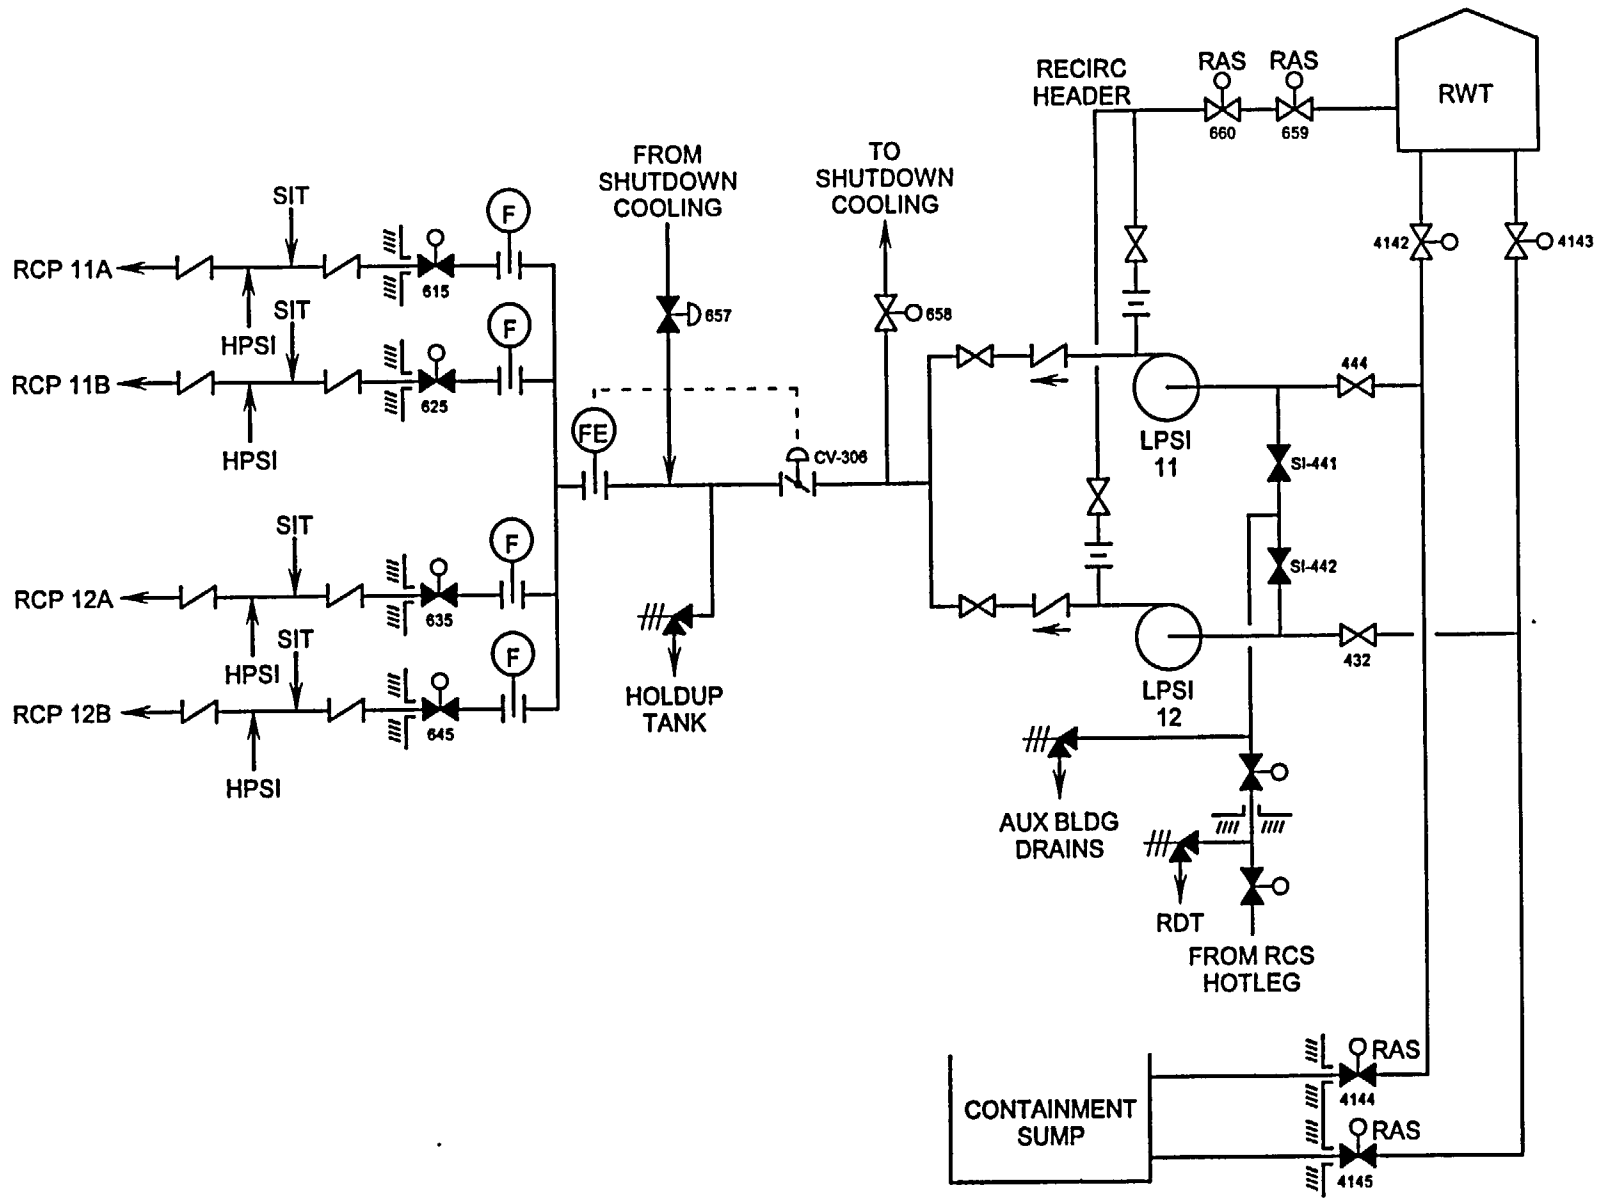 RAS RAS
RECIRC
HEADER
RWT
660 659
FROM
SHUTDOWN
COOLING
TO
SHUTDOWN
COOLING
4142
4143
SIT
F
RCP 11A
615
HPSI
SIT
F
657
658
RCP 11B
625
HPSI
FE
CV-306
444
LPSI
11
SI-441
SIT
F
SI-442
RCP 12A
635
HPSI
SIT
F
432
HOLDUP
TANK
LPSI
12
RCP 12B
645
HPSI
AUX BLDG
DRAINS
RDT
FROM RCS
HOTLEG
RAS
4144
CONTAINMENT
SUMP
RAS
4145